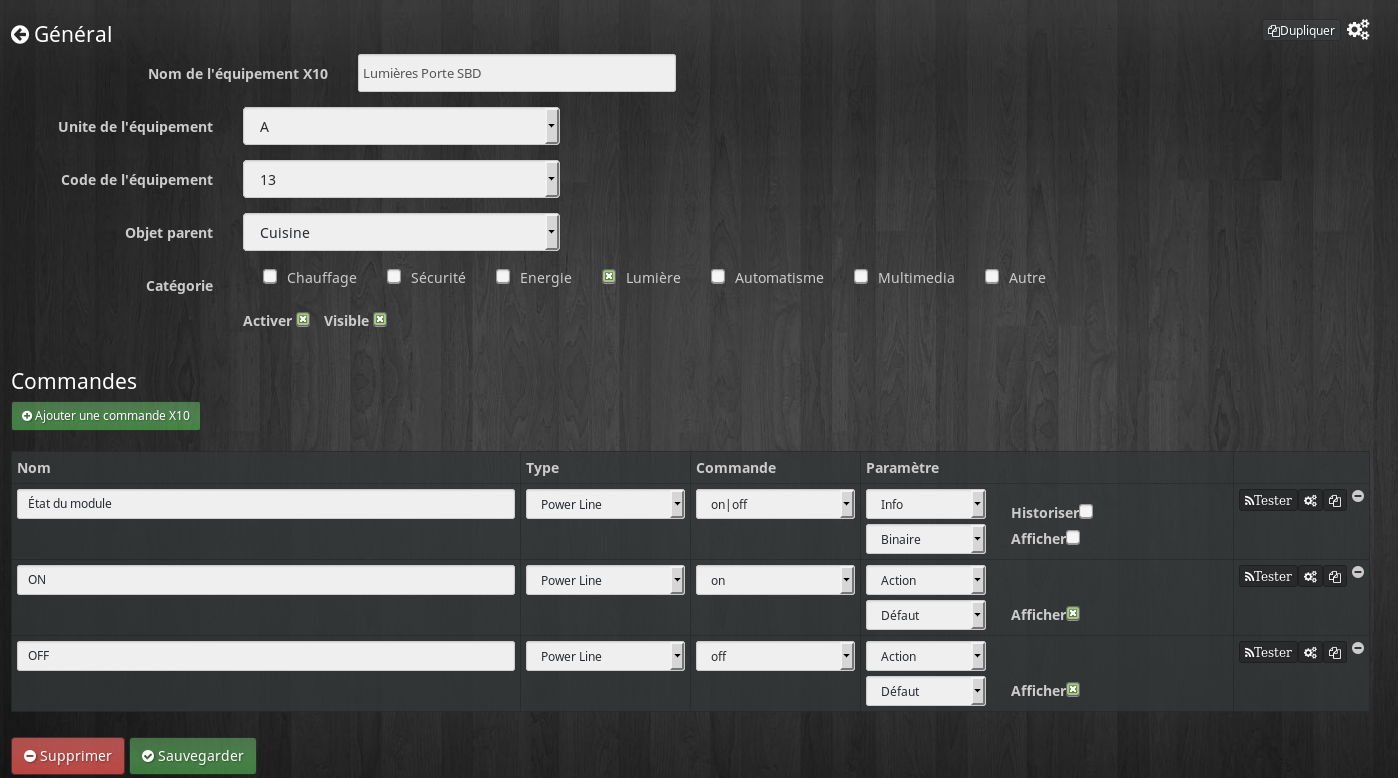 Général
Dupliquer
Nom de l'équipement X10 Lumières Porte SBD
Unite de l'équipement A
Code de l'équipement 13
Objet parent Cuisine
Catégorie Chauffage Sécurité Energie Lumière Automatisme Multimedia Autre
Activer Visible
Commandes
Ajouter une commande X10
Nom Type Commande Paramètre
État du module Power Line on|off Info Historiser Tester
Binaire Afficher
ON Power Line on Action Tester
Défaut Afficher
OFF Power Line off Action Tester
Défaut Afficher
Supprimer Sauvegarder